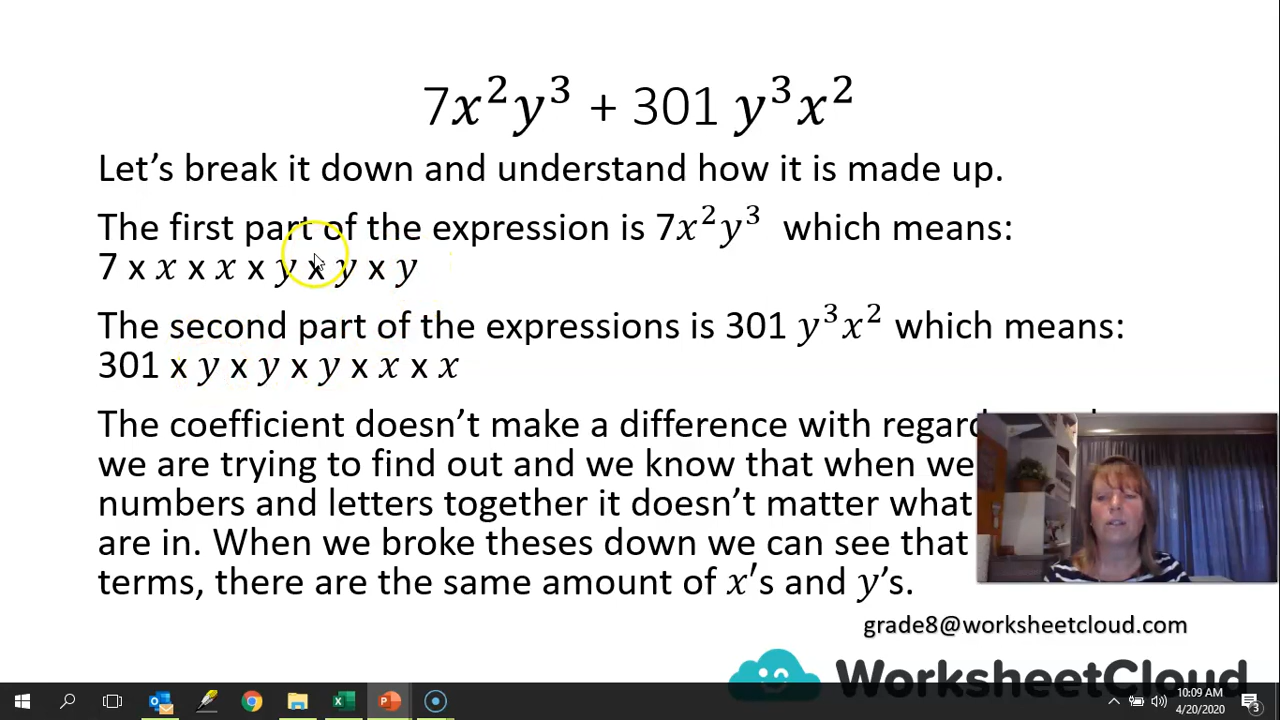 7x²y³ + 301 y³x²
Let's break it down and understand how it is made up.
The first part of the expression is 7x²y³ which means:
7 x x x x x y x y x y
The second part of the expressions is 301 y³x² which means:
301 x y x y x y x x x x
The coefficient doesn't make a difference with regard
we are trying to find out and we know that when we
numbers and letters together it doesn't matter what
are in. When we broke theses down we can see that
terms, there are the same amount of x's and y's.
grade8@worksheetcloud.com
WorksheetCloud
10:09 AM
4/20/2020
3